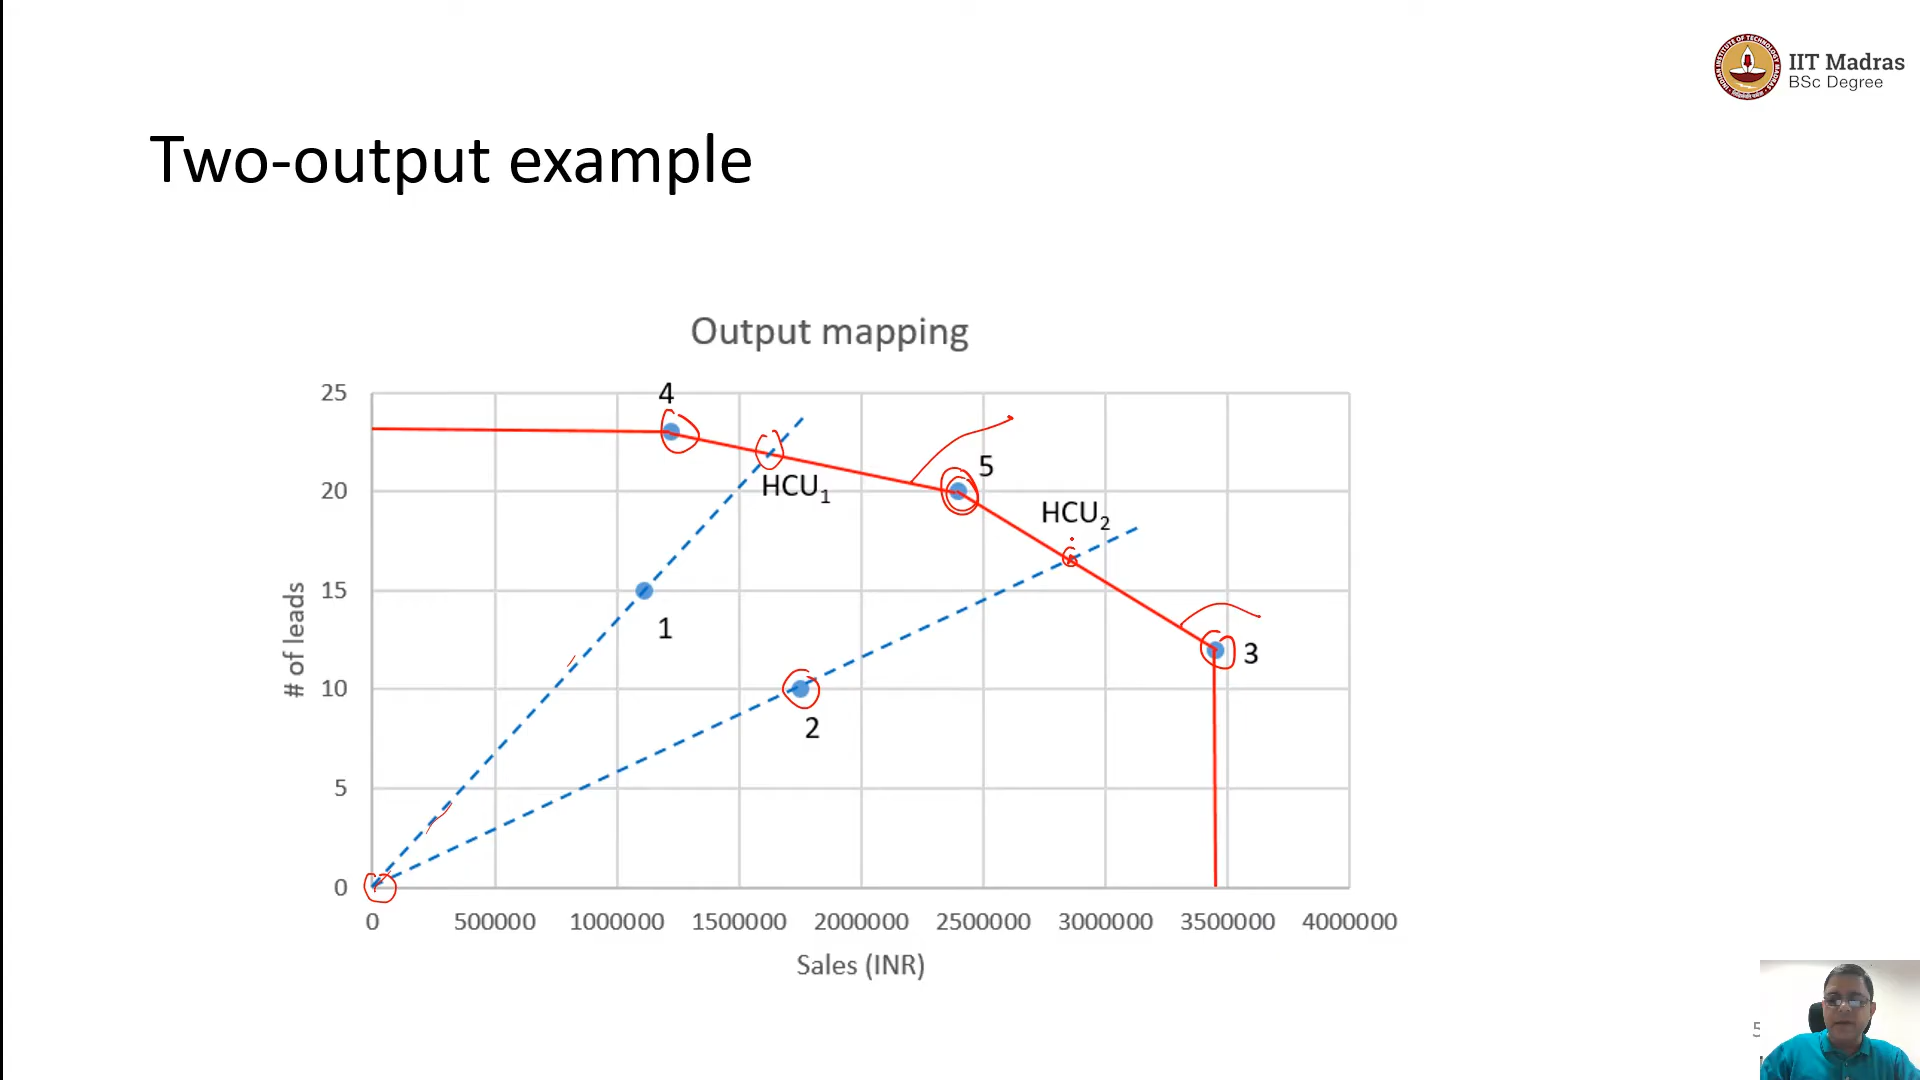 IIT Madras
BSc Degree
Two-output example
Output mapping
25
20
15
10
5
0
# of leads
4
5
HCU1
HCU2
1
3
2
0 500000 1000000 1500000 2000000 2500000 3000000 3500000 4000000
Sales (INR)
5